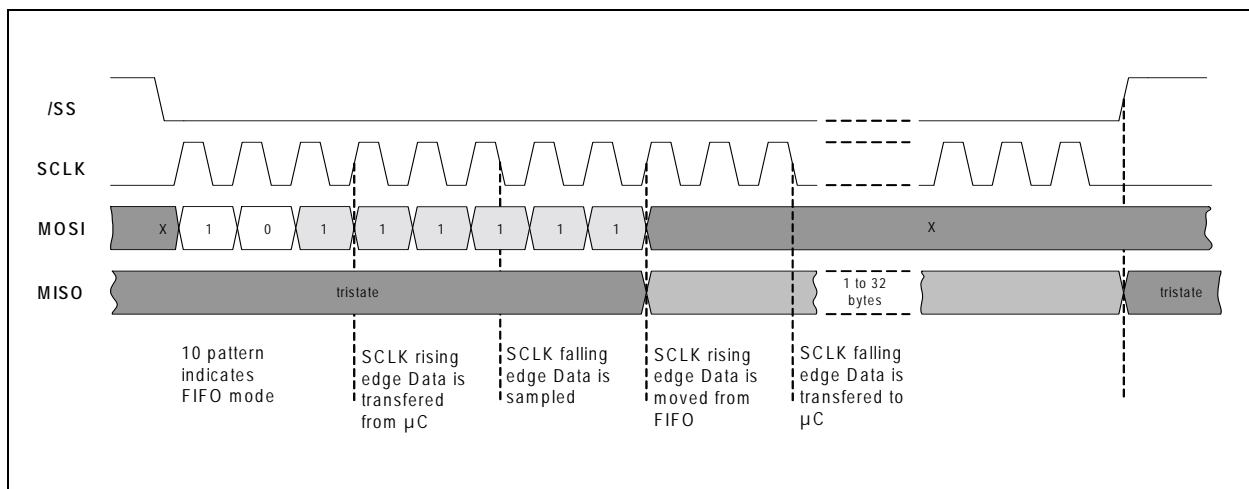 /SS
SCLK
MOSI X 1 0 1 1 1 1 1 1 X
MISO tristate 1 to 32 tristate
bytes
10 pattern
indicates
FIFO mode
SCLK rising
edge Data is
transfered
from µC
SCLK falling
edge Data is
sampled
SCLK rising
edge Data is
moved from
FIFO
SCLK falling
edge Data is
transfered to
µC